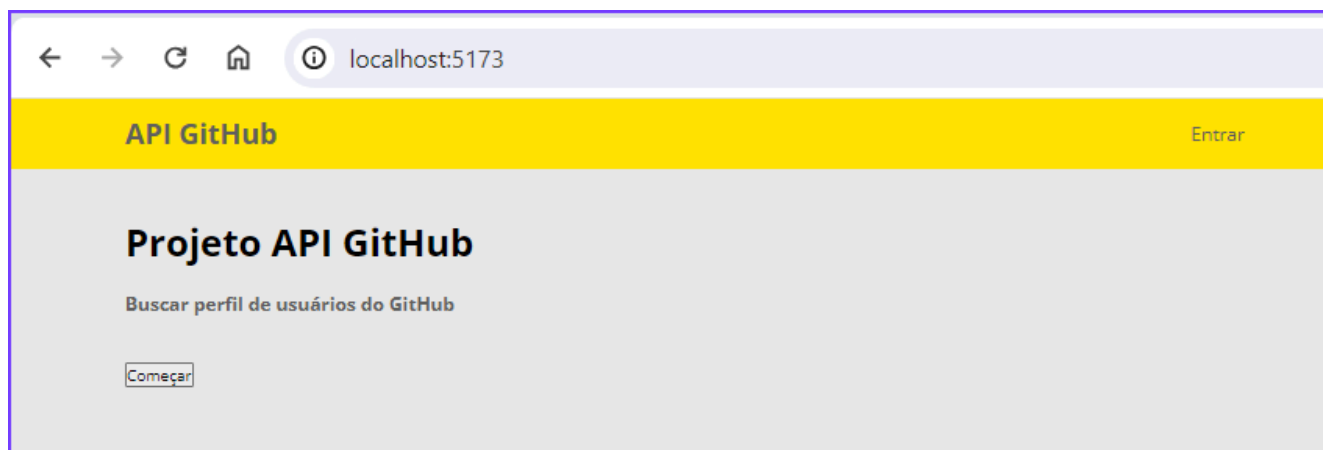 localhost:5173
API GitHub
Entrar
Projeto API GitHub
Buscar perfil de usuários do GitHub
Começar